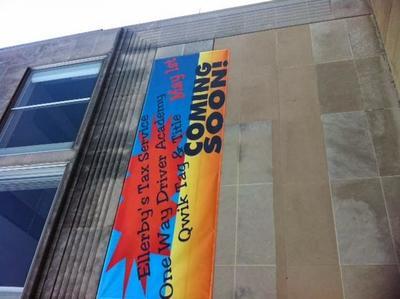 Ellerby's Tax Service
One Way Driver Academy
Qwik Tag & Title
May 1st
COMING
SOON!